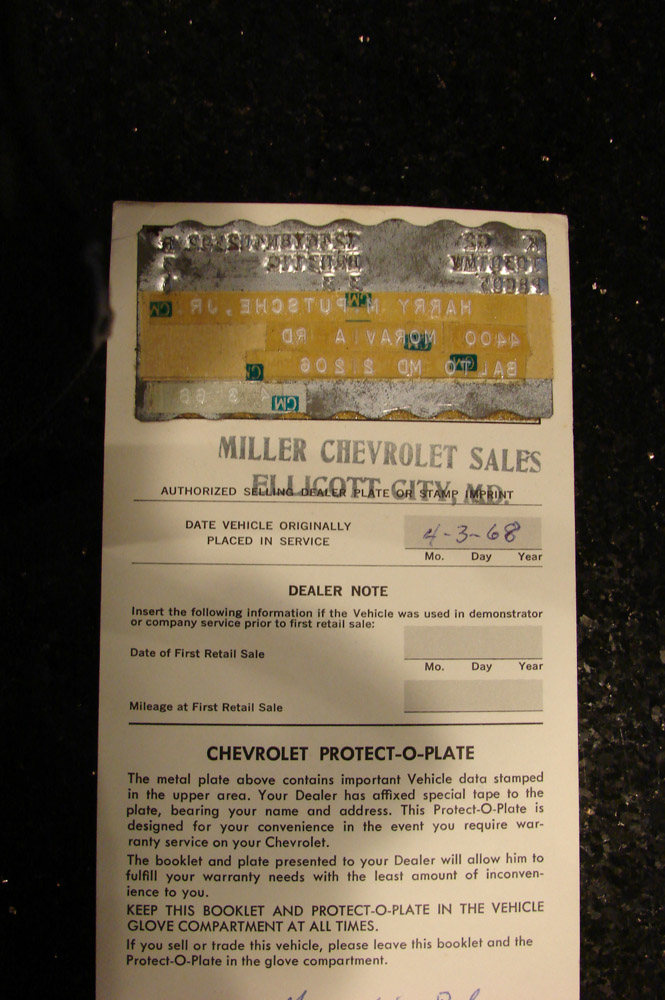 HARRY M
4400 MORAVIA RD
BALTO MD 21206
GM
GM
GM
GM
GM
GM
MILLER CHEVROLET SALES
ELLICOTT CITY, MD.
AUTHORIZED SELLING DEALER PLATE OR STAMP IMPRINT
DATE VEHICLE ORIGINALLY
PLACED IN SERVICE
4-3-68
Mo. Day Year
DEALER NOTE
Insert the following information if the Vehicle was used in demonstrator
or company service prior to first retail sale:
Date of First Retail Sale
Mo. Day Year
Mileage at First Retail Sale
CHEVROLET PROTECT-O-PLATE
The metal plate above contains important Vehicle data stamped
in the upper area. Your Dealer has affixed special tape to the
plate, bearing your name and address. This Protect-O-Plate is
designed for your convenience in the event you require war-
ranty service on your Chevrolet.
The booklet and plate presented to your Dealer will allow him to
fulfill your warranty needs with the least amount of inconven-
ience to you.
KEEP THIS BOOKLET AND PROTECT-O-PLATE IN THE VEHICLE
GLOVE COMPARTMENT AT ALL TIMES.
If you sell or trade this vehicle, please leave this booklet and the
Protect-O-Plate in the glove compartment.